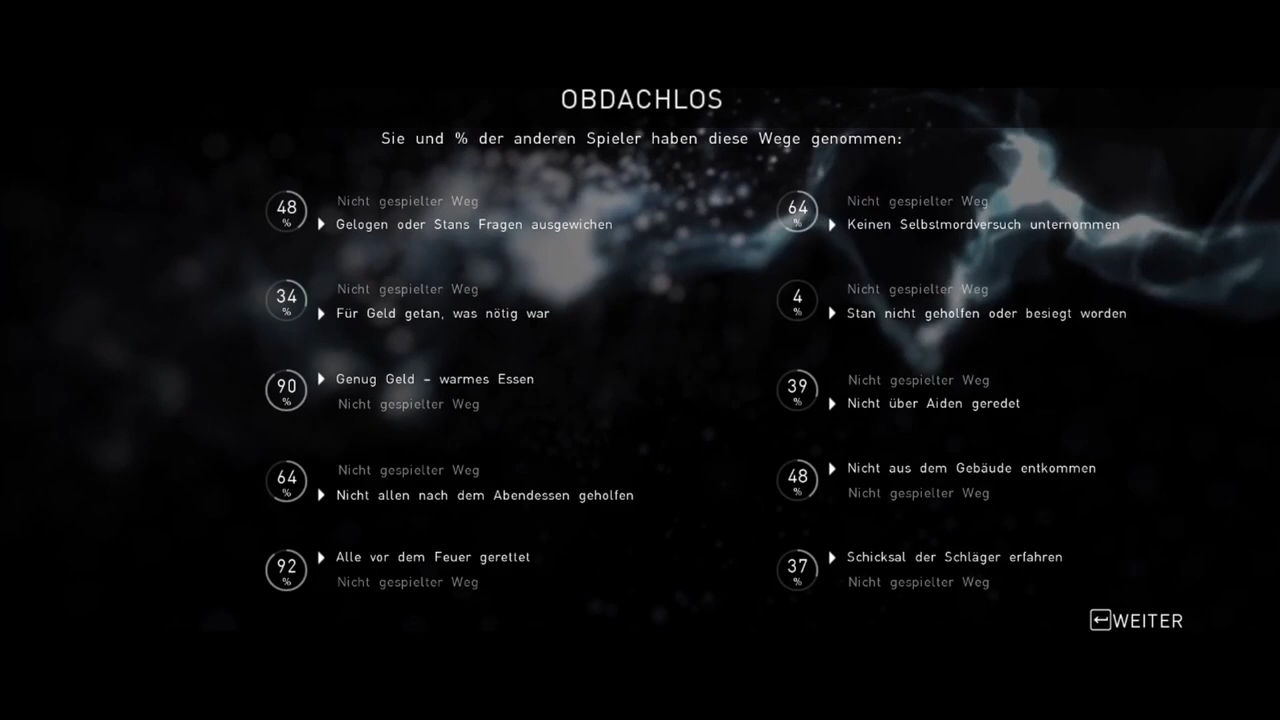 OBDACHLOS
Sie und % der anderen Spieler haben diese Wege genommen:
48
%
Nicht gespielter Weg
Gelogen oder Stans Fragen ausgewichen
34
%
Nicht gespielter Weg
Für Geld getan, was nötig war
90
%
Genug Geld – warmes Essen
Nicht gespielter Weg
64
%
Nicht gespielter Weg
Nicht allen nach dem Abendessen geholfen
92
%
Alle vor dem Feuer gerettet
Nicht gespielter Weg
64
%
Nicht gespielter Weg
Keinen Selbstmordversuch unternommen
4
%
Nicht gespielter Weg
Stan nicht geholfen oder besiegt worden
39
%
Nicht gespielter Weg
Nicht über Aiden geredet
48
%
Nicht aus dem Gebäude entkommen
Nicht gespielter Weg
37
%
Schicksal der Schläger erfahren
Nicht gespielter Weg
WEITER